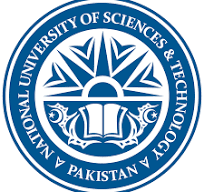 NATIONAL UNIVERSITY OF SCIENCES & TECHNOLOGY
PAKISTAN